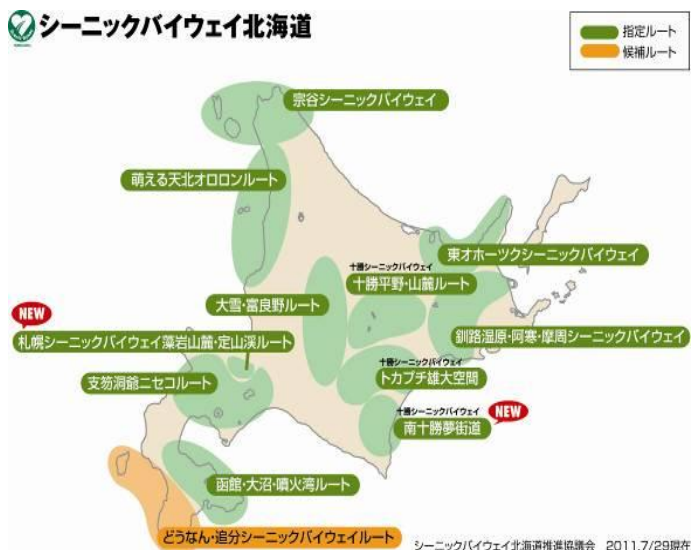 シーニックバイウェイ北海道
指定ルート
候補ルート
宗谷シーニックバイウェイ
萌える天北オロロンルート
東オホーツクシーニックバイウェイ
十勝シーニックバイウェイ
十勝平野・山麓ルート
大雪・富良野ルート
NEW
札幌シーニックバイウェイ藻岩山麓・定山渓ルート
釧路湿原・阿寒・摩周シーニックバイウェイ
十勝シーニックバイウェイ
トカプチ雄大空間
支笏洞爺ニセコルート
十勝シーニックバイウェイ
南十勝夢街道
NEW
函館・大沼・噴火湾ルート
どうなん・追分シーニックバイウェイルート
シーニックバイウェイ北海道推進協議会 2011.7/29現在